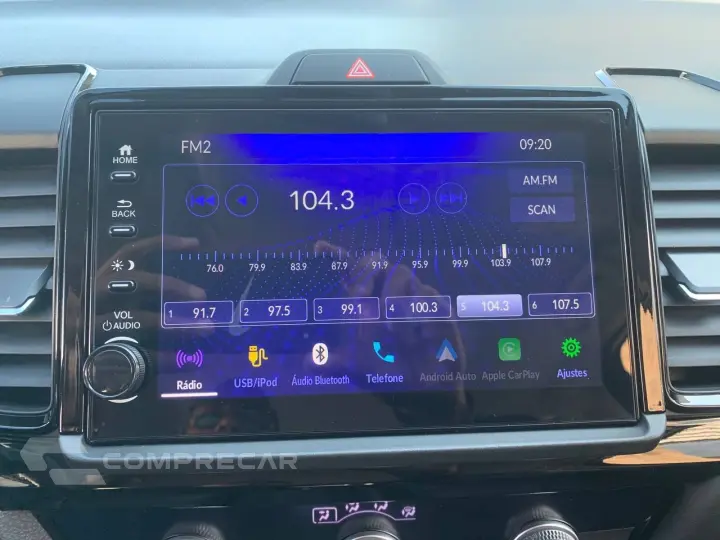 HOME
BACK
VOL
AUDIO
FM2 09:20
104.3
AM.FM
SCAN
76.0 79.9 83.9 87.9 91.9 95.9 99.9 103.9 107.9
1 91.7 2 97.5 3 99.1 4 100.3 5 104.3 6 107.5
Rádio USB/iPod Áudio Bluetooth Telefone Android Auto Apple CarPlay Ajustes
COMPRECAR